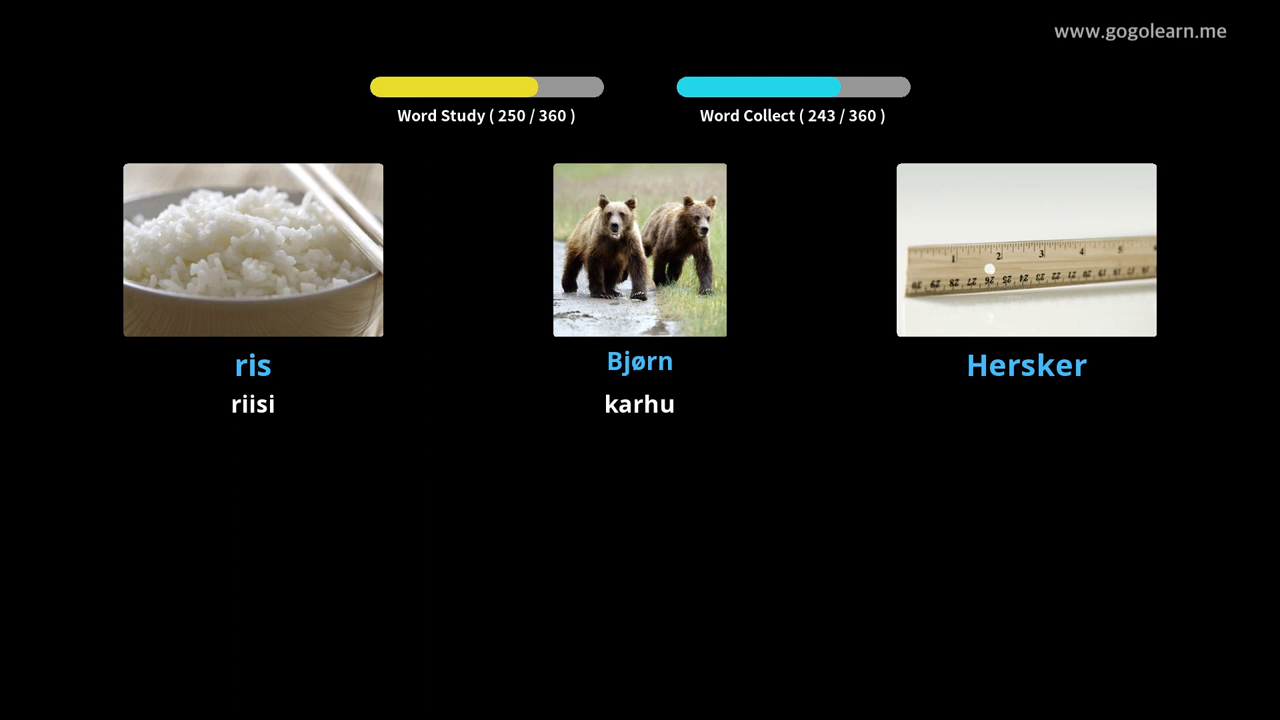 www.gogolearn.me
Word Study ( 250 / 360 )
Word Collect ( 243 / 360 )
ris
riisi
Bjørn
karhu
Hersker